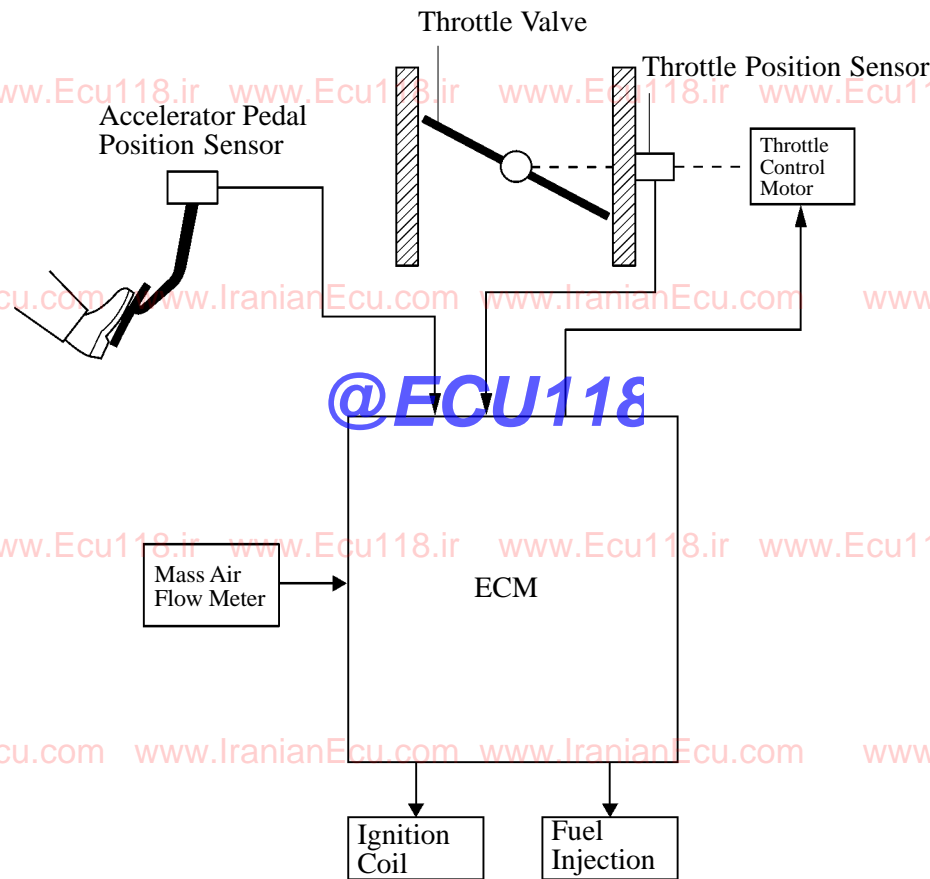 Throttle Valve
Throttle Position Sensor
ww.Ecu118.ir www.Ecu118.ir www.Ecu118.ir www.Ecu11
Accelerator Pedal
Position Sensor
Throttle
Control
Motor
cu.com www.IranianEcu.com www.IranianEcu.com www
@ECU118
ww.Ecu118.ir www.Ecu118.ir www.Ecu118.ir www.Ecu11
Mass Air
Flow Meter
ECM
cu.com www.IranianEcu.com www.IranianEcu.com www
Ignition
Coil
Fuel
Injection